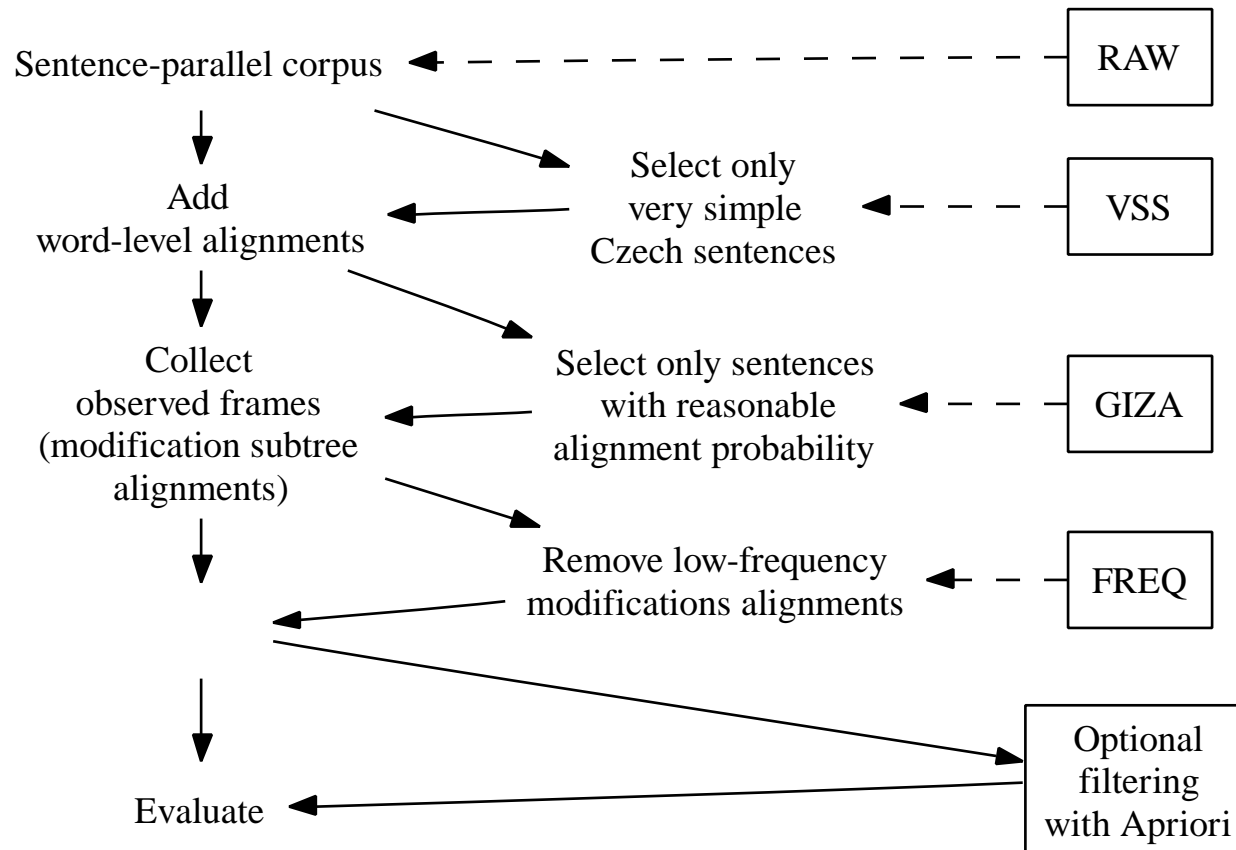 Sentence-parallel corpus
RAW
Select only
very simple
Czech sentences
VSS
Add
word-level alignments
Select only sentences
with reasonable
alignment probability
GIZA
Collect
observed frames
(modification subtree
alignments)
Remove low-frequency
modifications alignments
FREQ
Optional
filtering
with Apriori
Evaluate